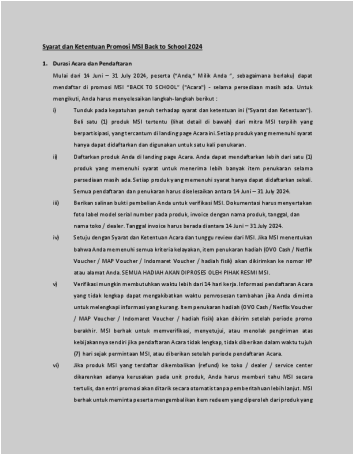 Syarat dan Ketentuan Promosi MSI Back to School 2024
1. Durasi Acara dan Pendaftaran
Mulai dari 14 Juni – 31 July 2024, peserta ("Anda," Milik Anda ", sebagaimana berlaku) dapat
mendaftar di promosi MSI "BACK TO SCHOOL" ("Acara") - selama persediaan masih ada. Untuk
mengikuti, Anda harus menyelesaikan langkah-langkah berikut :
i) Tunduk pada kepatuhan penuh terhadap syarat dan ketentuan ini ("Syarat dan Ketentuan").
Beli satu (1) produk MSI tertentu (lihat detail di bawah) dari mitra MSI terpilih yang
berpartisipasi, yang tercantum di landing page Acara ini. Setiap produk yang memenuhi syarat
hanya dapat didaftarkan dan digunakan untuk satu kali penukaran.
ii) Daftarkan produk Anda di landing page Acara. Anda dapat mendaftarkan lebih dari satu (1)
produk yang memenuhi syarat untuk menerima lebih banyak item penukaran selama
persediaan masih ada. Setiap produk yang memenuhi syarat hanya dapat didaftarkan sekali.
Semua pendaftaran dan penukaran harus diselesaikan antara 14 Juni – 31 July 2024.
iii) Berikan salinan bukti pembelian Anda untuk verifikasi MSI. Dokumentasi harus menyertakan
foto label model serial number pada produk, invoice dengan nama produk, tanggal, dan
nama toko / dealer. Tanggal invoice harus berada diantara 14 Juni – 31 July 2024.
iv) Setuju dengan Syarat dan Ketentuan Acara dan tunggu review dari MSI. Jika MSI menentukan
bahwa Anda memenuhi semua kriteria kelayakan, item penukaran hadiah (OVO Cash / Netflix
Voucher / MAP Voucher / Indomaret Voucher / hadiah fisik) akan dikirimkan ke nomor HP
atau alamat Anda. SEMUA HADIAH AKAN DIPROSES OLEH PIHAK RESMI MSI.
v) Verifikasi mungkin membutuhkan waktu lebih dari 14 hari kerja. Informasi pendaftaran Acara
yang tidak lengkap dapat mengakibatkan waktu pemrosesan tambahan jika Anda diminta
untuk melengkapi informasi yang kurang. Item penukaran hadiah (OVO Cash / Netflix Voucher
/ MAP Voucher / Indomaret Voucher / hadiah fisik) akan dikirim setelah periode promo
berakhir. MSI berhak untuk memverifikasi, menyetujui, atau menolak pengiriman atas
kebijakannya sendiri jika pendaftaran Acara tidak lengkap, tidak diberikan dalam waktu tujuh
(7) hari sejak permintaan MSI, atau diberikan setelah periode pendaftaran Acara.
vi) Jika produk MSI yang terdaftar dikembalikan (refund) ke toko / dealer / service center
dikarenakan adanya kerusakan pada unit produk, Anda harus memberi tahu MSI secara
tertulis, dan entri promosi akan ditarik secara otomatis tanpa pemberitahuan lebih lanjut. MSI
berhak untuk meminta peserta mengembalikan item redeem yang diperoleh dari produk yang